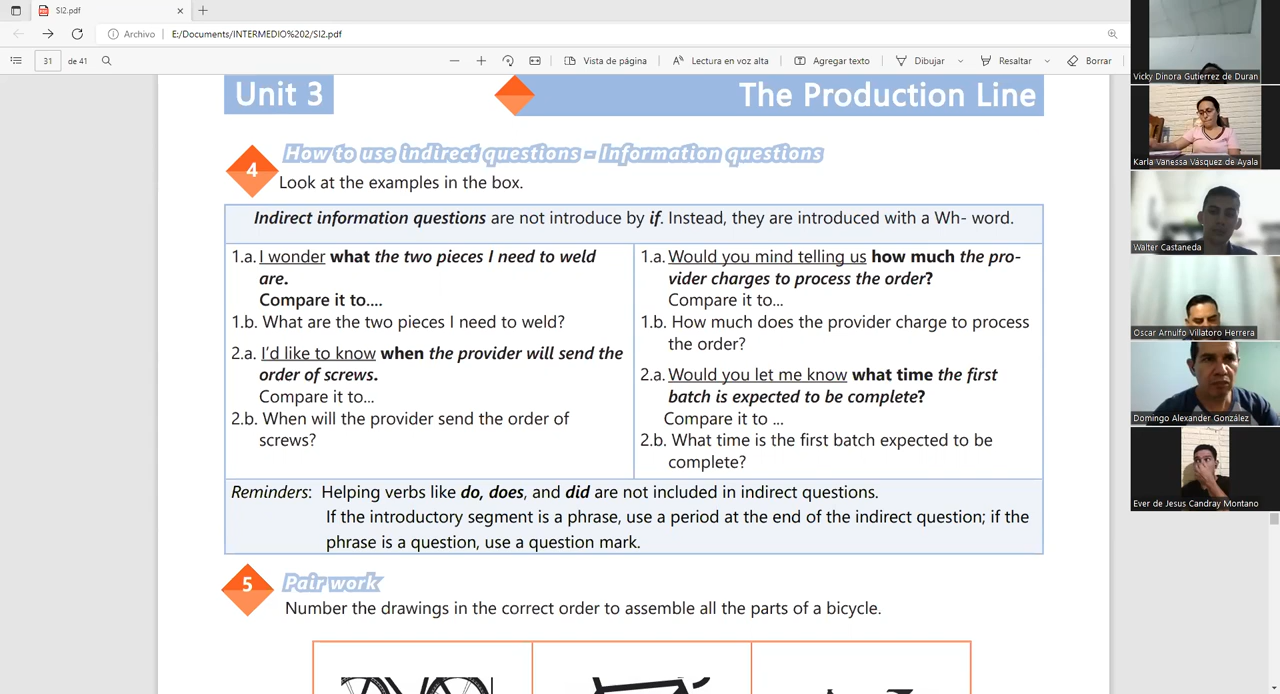 SI2.pdf
Archivo E:/Documents/INTERMEDIO%202/SI2.pdf
31 de 41 Vista de página Lectura en voz alta Agregar texto Dibujar Resaltar Borrar
Unit 3 The Production Line
4 How to use indirect questions - Information questions
Look at the examples in the box.
Indirect information questions are not introduce by if. Instead, they are introduced with a Wh- word.
1.a. I wonder what the two pieces I need to weld
are.
Compare it to....
1.b. What are the two pieces I need to weld?
2.a. I'd like to know when the provider will send the
order of screws.
Compare it to...
2.b. When will the provider send the order of
screws?
1.a. Would you mind telling us how much the pro-
vider charges to process the order?
Compare it to...
1.b. How much does the provider charge to process
the order?
2.a. Would you let me know what time the first
batch is expected to be complete?
Compare it to ...
2.b. What time is the first batch expected to be
complete?
Reminders: Helping verbs like do, does, and did are not included in indirect questions.
If the introductory segment is a phrase, use a period at the end of the indirect question; if the
phrase is a question, use a question mark.
5 Pair work
Number the drawings in the correct order to assemble all the parts of a bicycle.
Vicky Dinora Gutierrez de Duran
Karla Vanessa Vásquez de Ayala
Walter Castaneda
Oscar Arnulfo Villatoro Herrera
Domingo Alexander González
Ever de Jesus Candray Montano